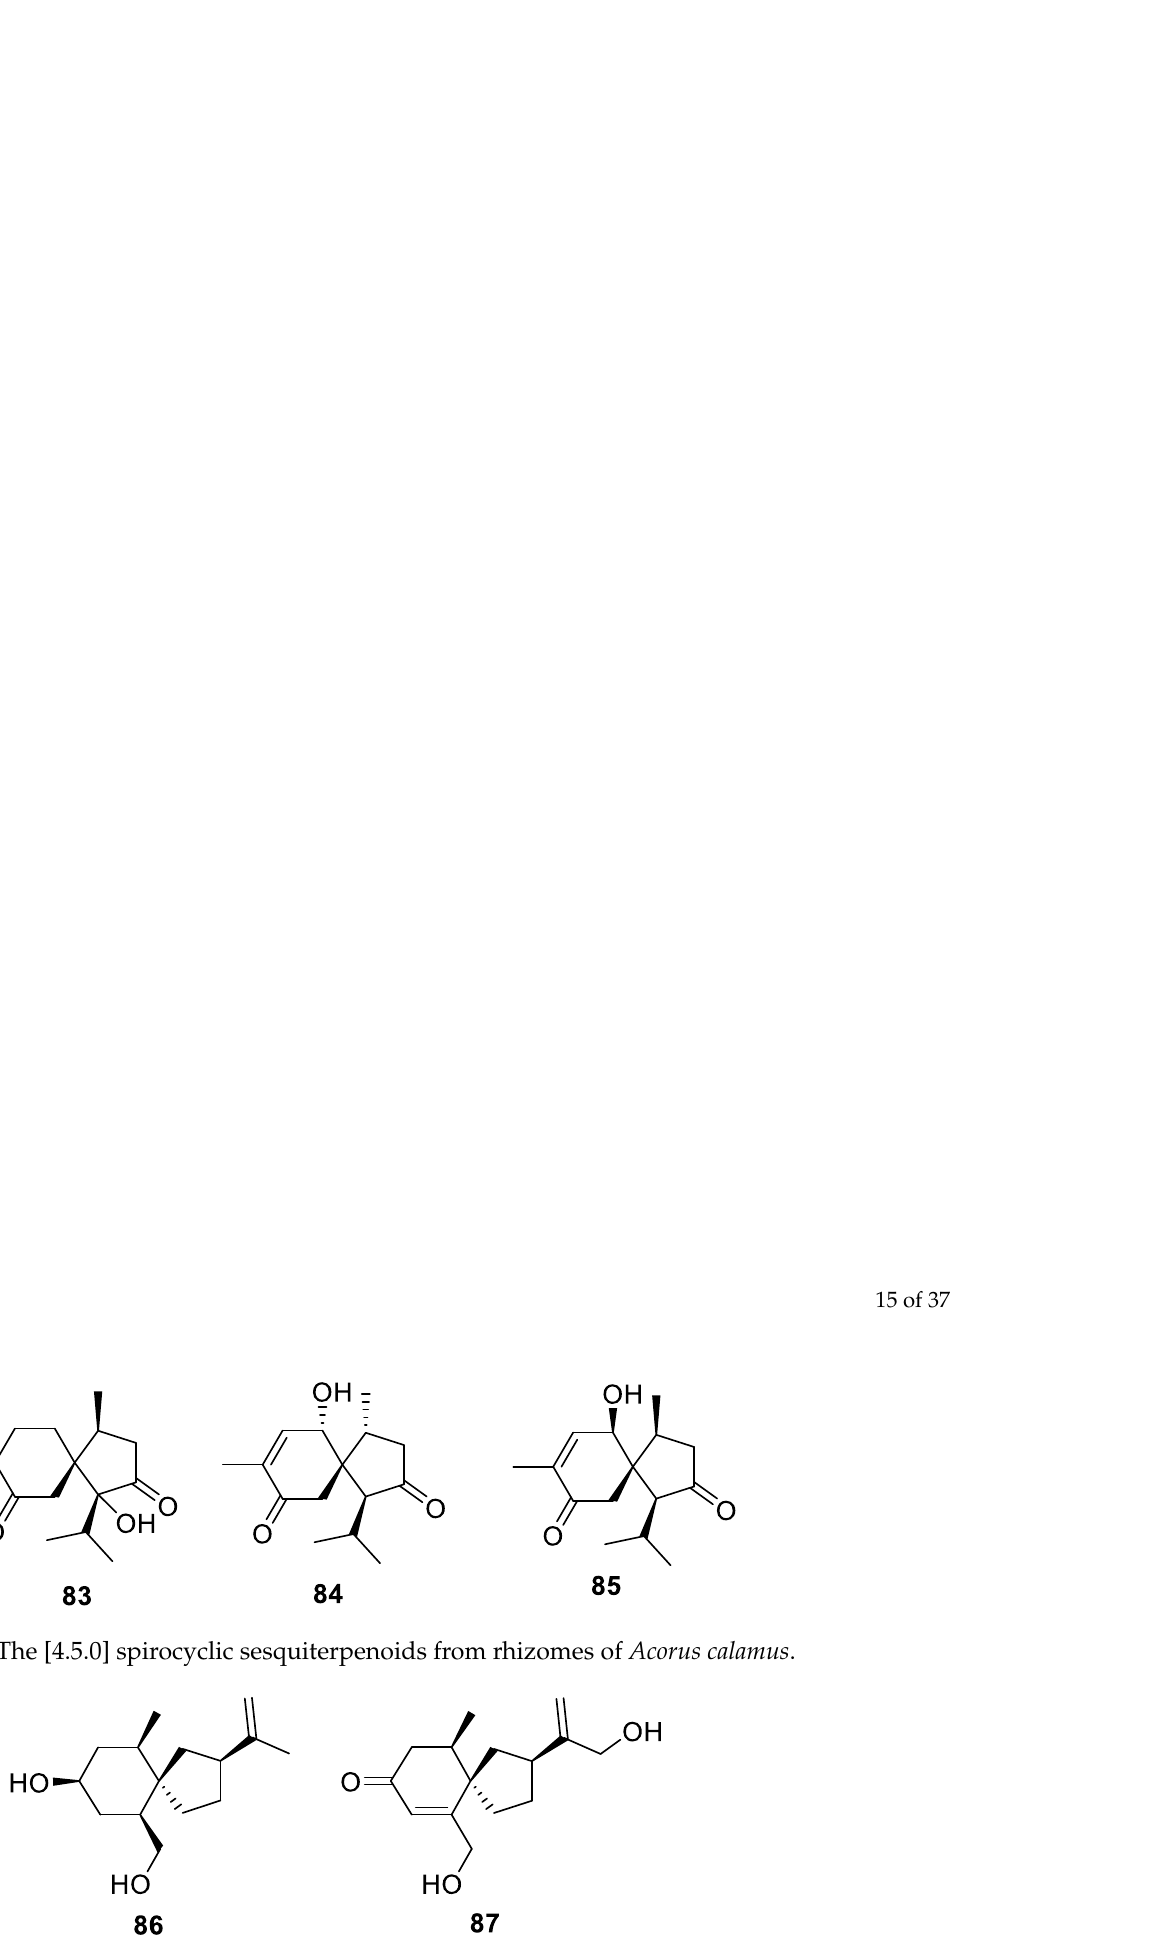 15 of 37
OH
OH
OH
O
O
O
O
O
83
84
85
The [4.5.0] spirocyclic sesquiterpenoids from rhizomes of Acorus calamus.
OH
HO
O
HO
HO
86
87